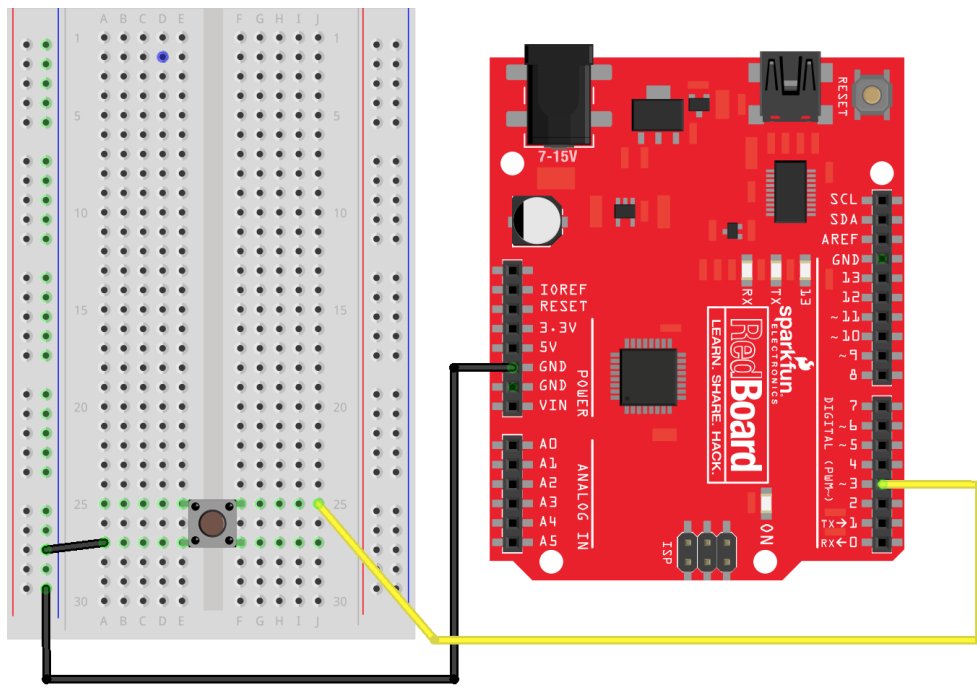 A B C D E F G H I J
1 1
5 5
10 10
15 15
20 20
25 25
30 30
A B C D E F G H I J
7-15V
RESET
SCL
SDA
AREF
GND
13
12
~11
~10
~9
8
7
~6
~5
4
~3
2
TX→1
RX←0
DIGITAL (PWM~)
IOREF
RESET
3.3V
5V
GND
GND
VIN
POWER
A0
A1
A2
A3
A4
A5
ANALOG IN
RX
TX
13
sparkfun
ELECTRONICS
RedBoard
LEARN. SHARE. HACK.
ON
ISP